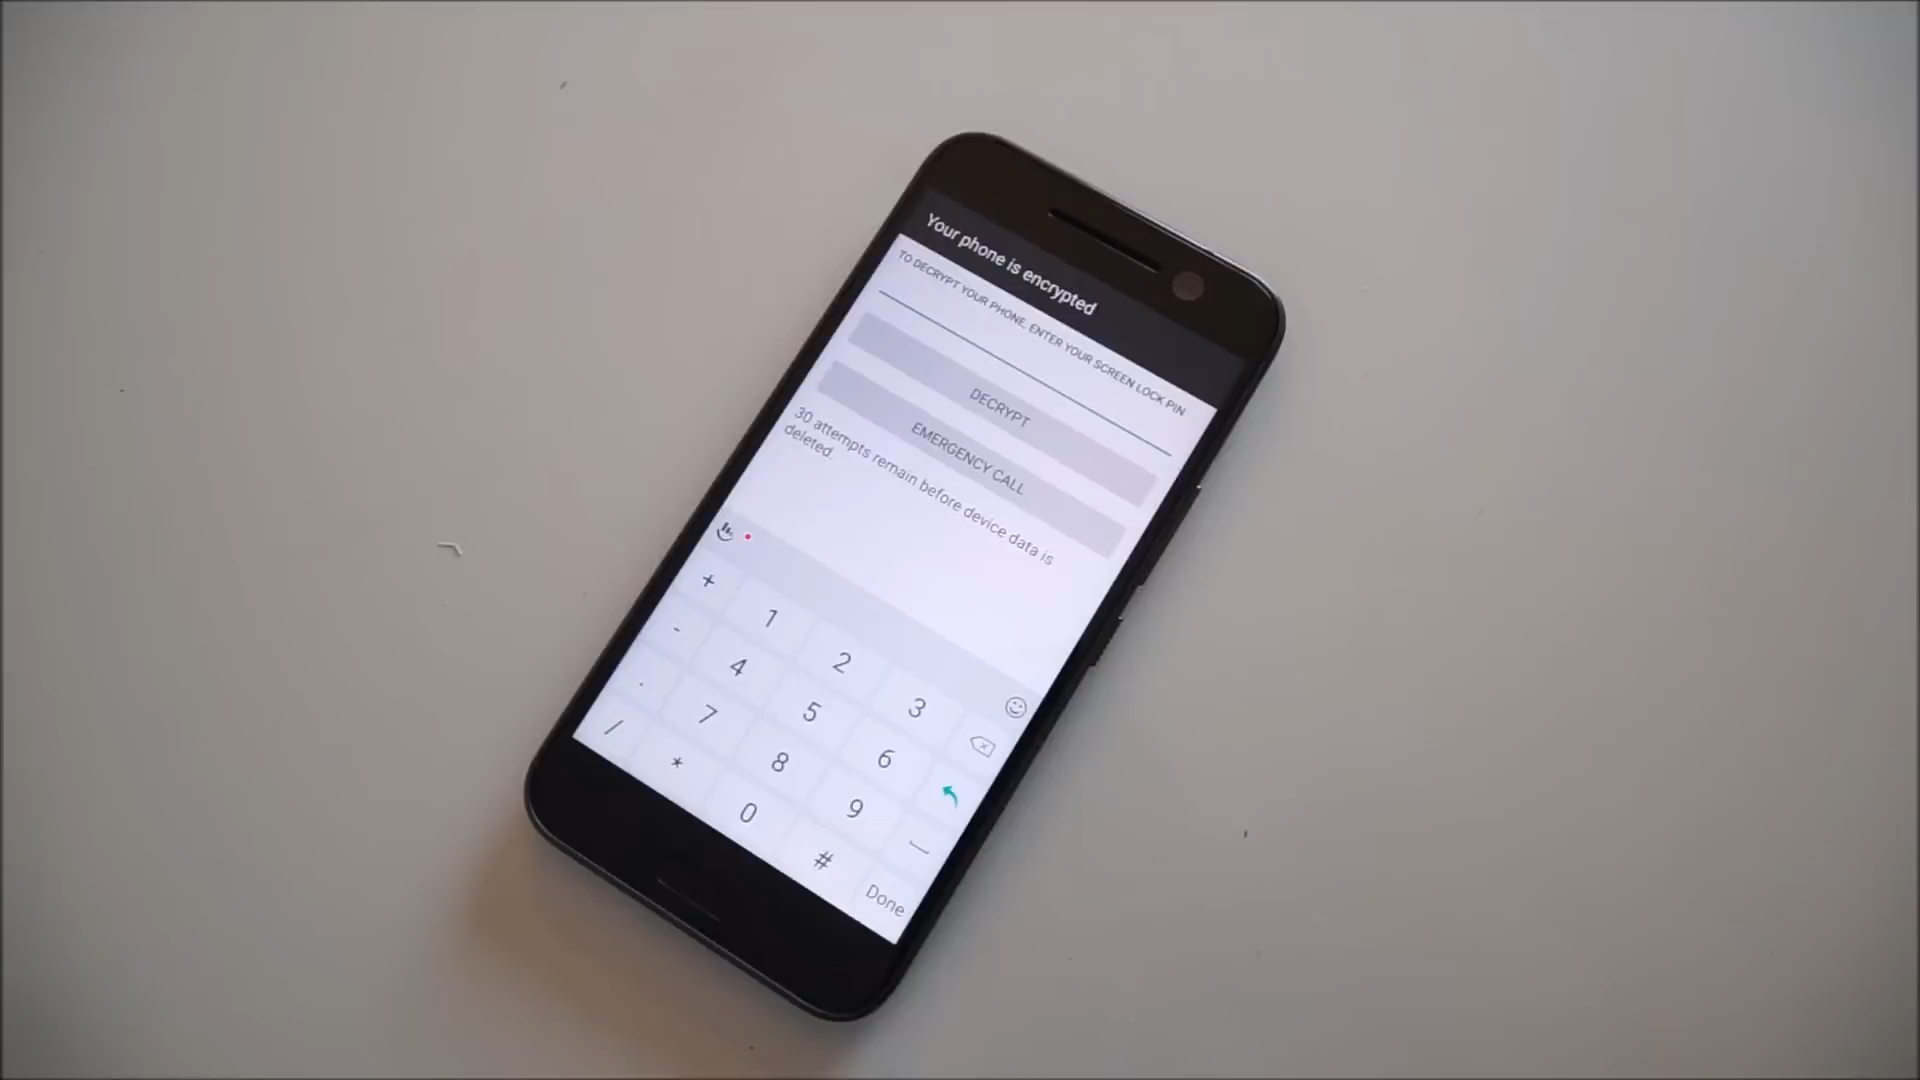 Your phone is encrypted
TO DECRYPT YOUR PHONE, ENTER YOUR SCREEN LOCK PIN
DECRYPT
EMERGENCY CALL
30 attempts remain before device data is
deleted.
+ 1 2 3
- 4 5 6
. 7 8 9
/ * 0 # Done